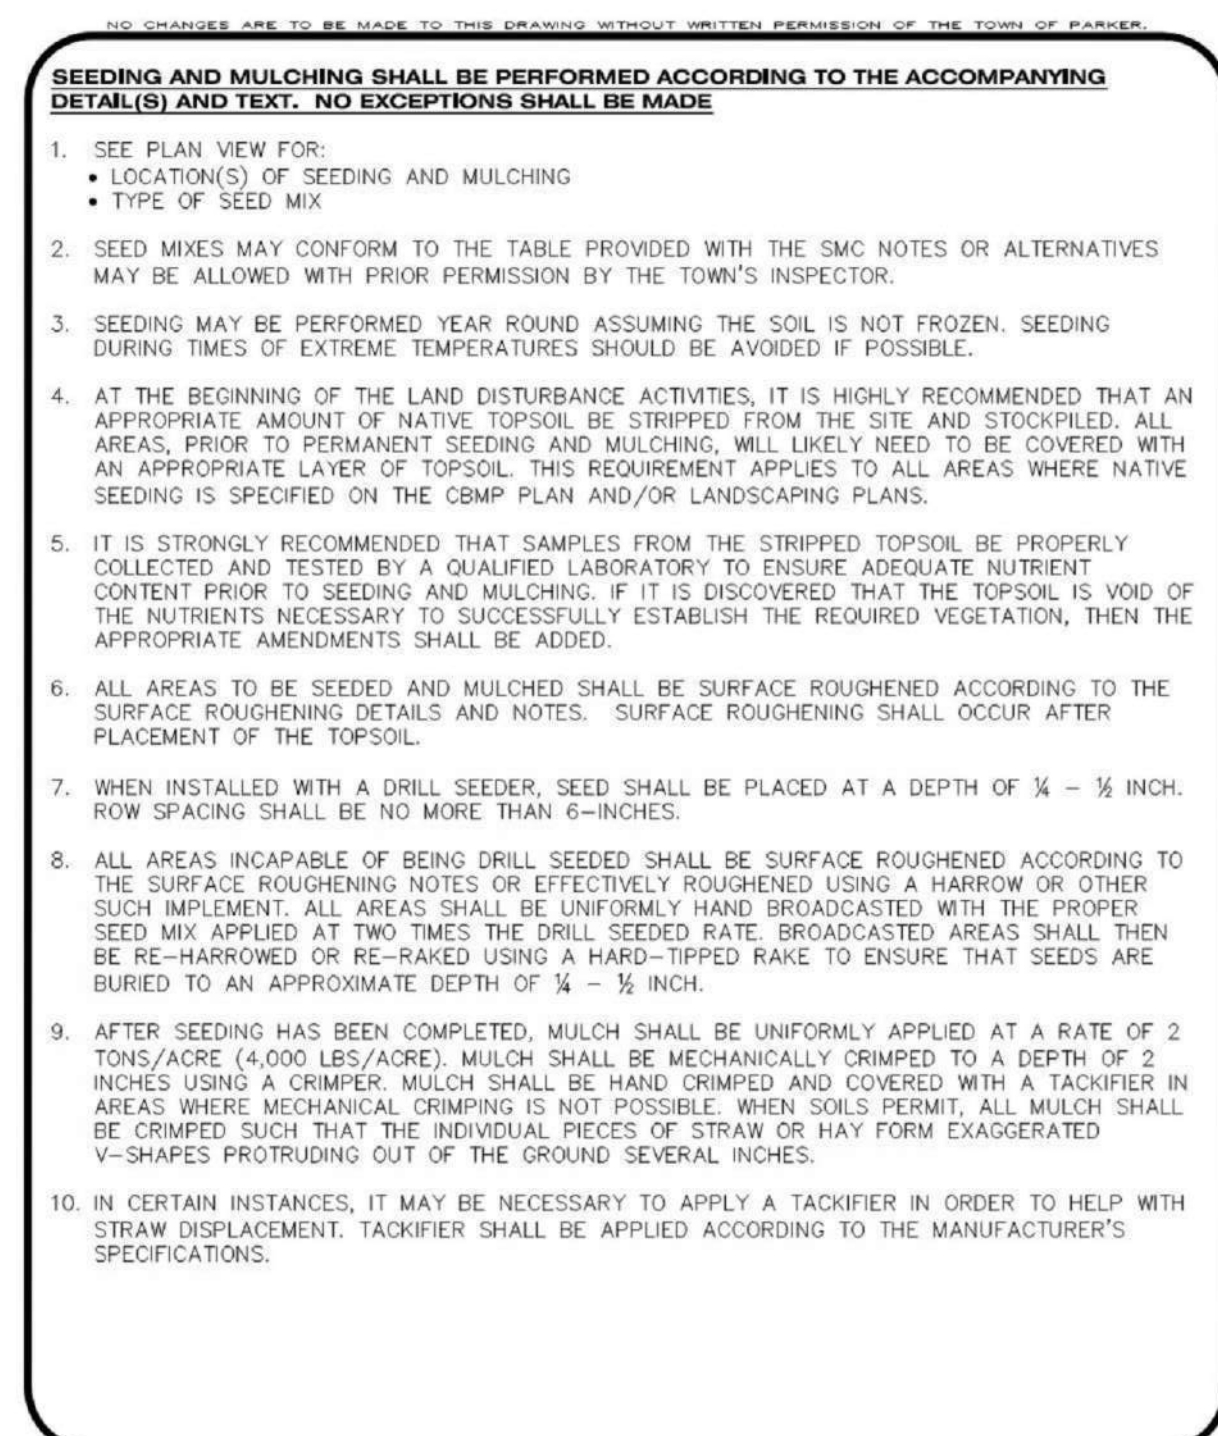 NO CHANGES ARE TO BE MADE TO THIS DRAWING WITHOUT WRITTEN PERMISSION OF THE TOWN OF PARKER.
SEEDING AND MULCHING SHALL BE PERFORMED ACCORDING TO THE ACCOMPANYING
DETAIL(S) AND TEXT. NO EXCEPTIONS SHALL BE MADE
1. SEE PLAN VIEW FOR:
• LOCATION(S) OF SEEDING AND MULCHING
• TYPE OF SEED MIX
2. SEED MIXES MAY CONFORM TO THE TABLE PROVIDED WITH THE SMC NOTES OR ALTERNATIVES
MAY BE ALLOWED WITH PRIOR PERMISSION BY THE TOWN'S INSPECTOR.
3. SEEDING MAY BE PERFORMED YEAR ROUND ASSUMING THE SOIL IS NOT FROZEN. SEEDING
DURING TIMES OF EXTREME TEMPERATURES SHOULD BE AVOIDED IF POSSIBLE.
4. AT THE BEGINNING OF THE LAND DISTURBANCE ACTIVITIES, IT IS HIGHLY RECOMMENDED THAT AN
APPROPRIATE AMOUNT OF NATIVE TOPSOIL BE STRIPPED FROM THE SITE AND STOCKPILED. ALL
AREAS, PRIOR TO PERMANENT SEEDING AND MULCHING, WILL LIKELY NEED TO BE COVERED WITH
AN APPROPRIATE LAYER OF TOPSOIL. THIS REQUIREMENT APPLIES TO ALL AREAS WHERE NATIVE
SEEDING IS SPECIFIED ON THE CBMP PLAN AND/OR LANDSCAPING PLANS.
5. IT IS STRONGLY RECOMMENDED THAT SAMPLES FROM THE STRIPPED TOPSOIL BE PROPERLY
COLLECTED AND TESTED BY A QUALIFIED LABORATORY TO ENSURE ADEQUATE NUTRIENT
CONTENT PRIOR TO SEEDING AND MULCHING. IF IT IS DISCOVERED THAT THE TOPSOIL IS VOID OF
THE NUTRIENTS NECESSARY TO SUCCESSFULLY ESTABLISH THE REQUIRED VEGETATION, THEN THE
APPROPRIATE AMENDMENTS SHALL BE ADDED.
6. ALL AREAS TO BE SEEDED AND MULCHED SHALL BE SURFACE ROUGHENED ACCORDING TO THE
SURFACE ROUGHENING DETAILS AND NOTES. SURFACE ROUGHENING SHALL OCCUR AFTER
PLACEMENT OF THE TOPSOIL.
7. WHEN INSTALLED WITH A DRILL SEEDER, SEED SHALL BE PLACED AT A DEPTH OF ¼ – ½ INCH.
ROW SPACING SHALL BE NO MORE THAN 6–INCHES.
8. ALL AREAS INCAPABLE OF BEING DRILL SEEDED SHALL BE SURFACE ROUGHENED ACCORDING TO
THE SURFACE ROUGHENING NOTES OR EFFECTIVELY ROUGHENED USING A HARROW OR OTHER
SUCH IMPLEMENT. ALL AREAS SHALL BE UNIFORMLY HAND BROADCASTED WITH THE PROPER
SEED MIX APPLIED AT TWO TIMES THE DRILL SEEDED RATE. BROADCASTED AREAS SHALL THEN
BE RE–HARROWED OR RE–RAKED USING A HARD–TIPPED RAKE TO ENSURE THAT SEEDS ARE
BURIED TO AN APPROXIMATE DEPTH OF ¼ – ½ INCH.
9. AFTER SEEDING HAS BEEN COMPLETED, MULCH SHALL BE UNIFORMLY APPLIED AT A RATE OF 2
TONS/ACRE (4,000 LBS/ACRE). MULCH SHALL BE MECHANICALLY CRIMPED TO A DEPTH OF 2
INCHES USING A CRIMPER. MULCH SHALL BE HAND CRIMPED AND COVERED WITH A TACKIFIER IN
AREAS WHERE MECHANICAL CRIMPING IS NOT POSSIBLE. WHEN SOILS PERMIT, ALL MULCH SHALL
BE CRIMPED SUCH THAT THE INDIVIDUAL PIECES OF STRAW OR HAY FORM EXAGGERATED
V–SHAPES PROTRUDING OUT OF THE GROUND SEVERAL INCHES.
10. IN CERTAIN INSTANCES, IT MAY BE NECESSARY TO APPLY A TACKIFIER IN ORDER TO HELP WITH
STRAW DISPLACEMENT. TACKIFIER SHALL BE APPLIED ACCORDING TO THE MANUFACTURER'S
SPECIFICATIONS.